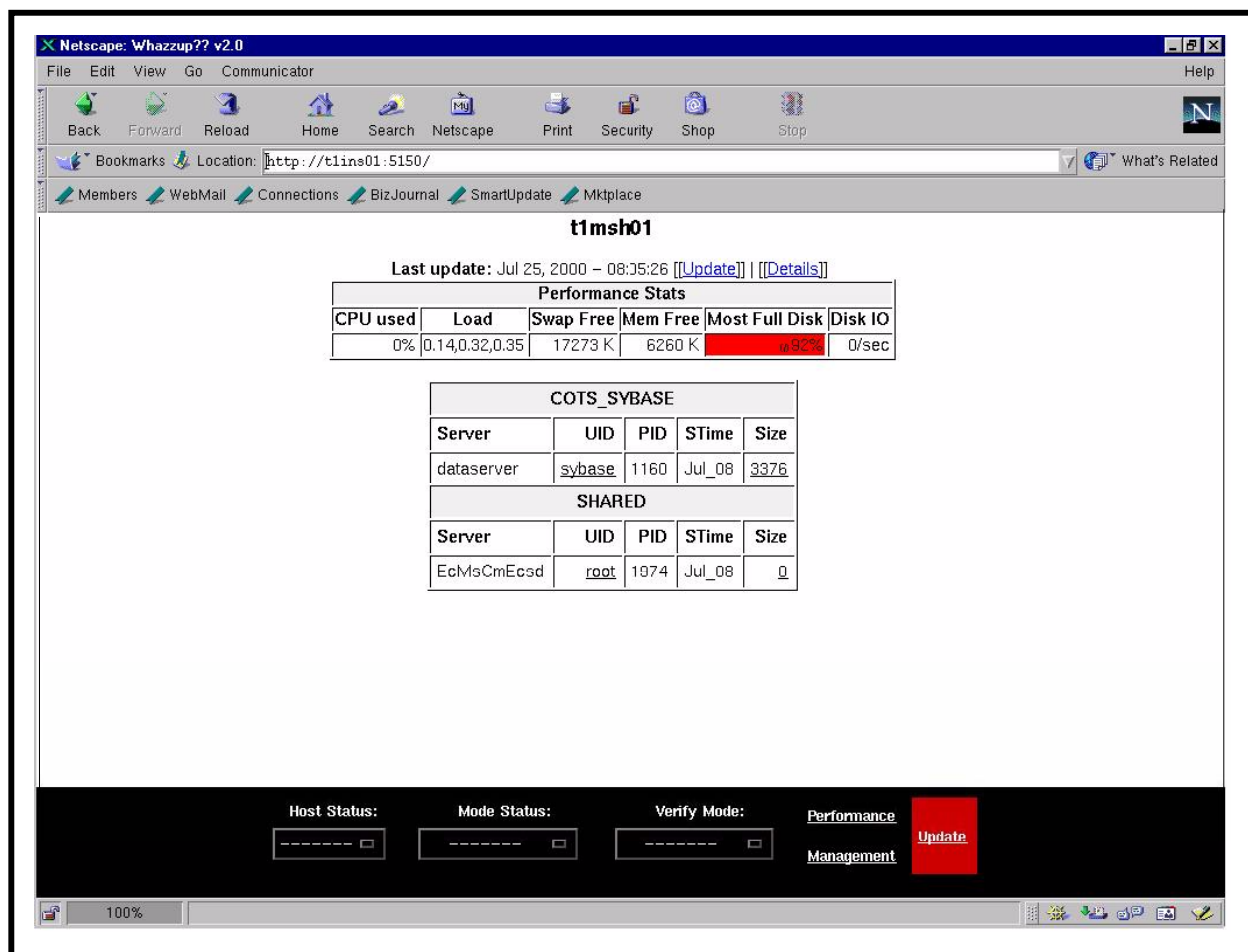 Netscape: Whazzup?? v2.0
File Edit View Go Communicator Help
Back Forward Reload Home Search Netscape Print Security Shop Stop
Bookmarks Location: http://t1ins01:5150/ What's Related
Members WebMail Connections BizJournal SmartUpdate Mktplace
t1msh01
Last update: Jul 25, 2000 – 08:05:26 [[Update]] | [[Details]]
Performance Stats
CPU used Load Swap Free Mem Free Most Full Disk Disk IO
0% 0.14,0.32,0.35 17273 K 6260 K 92% 0/sec
COTS_SYBASE
Server UID PID STime Size
dataserver sybase 1160 Jul_08 3376
SHARED
Server UID PID STime Size
EcMsCmEcsd root 1974 Jul_08 0
Host Status: Mode Status: Verify Mode: Performance
------- ------- ------- Update
Management
100%